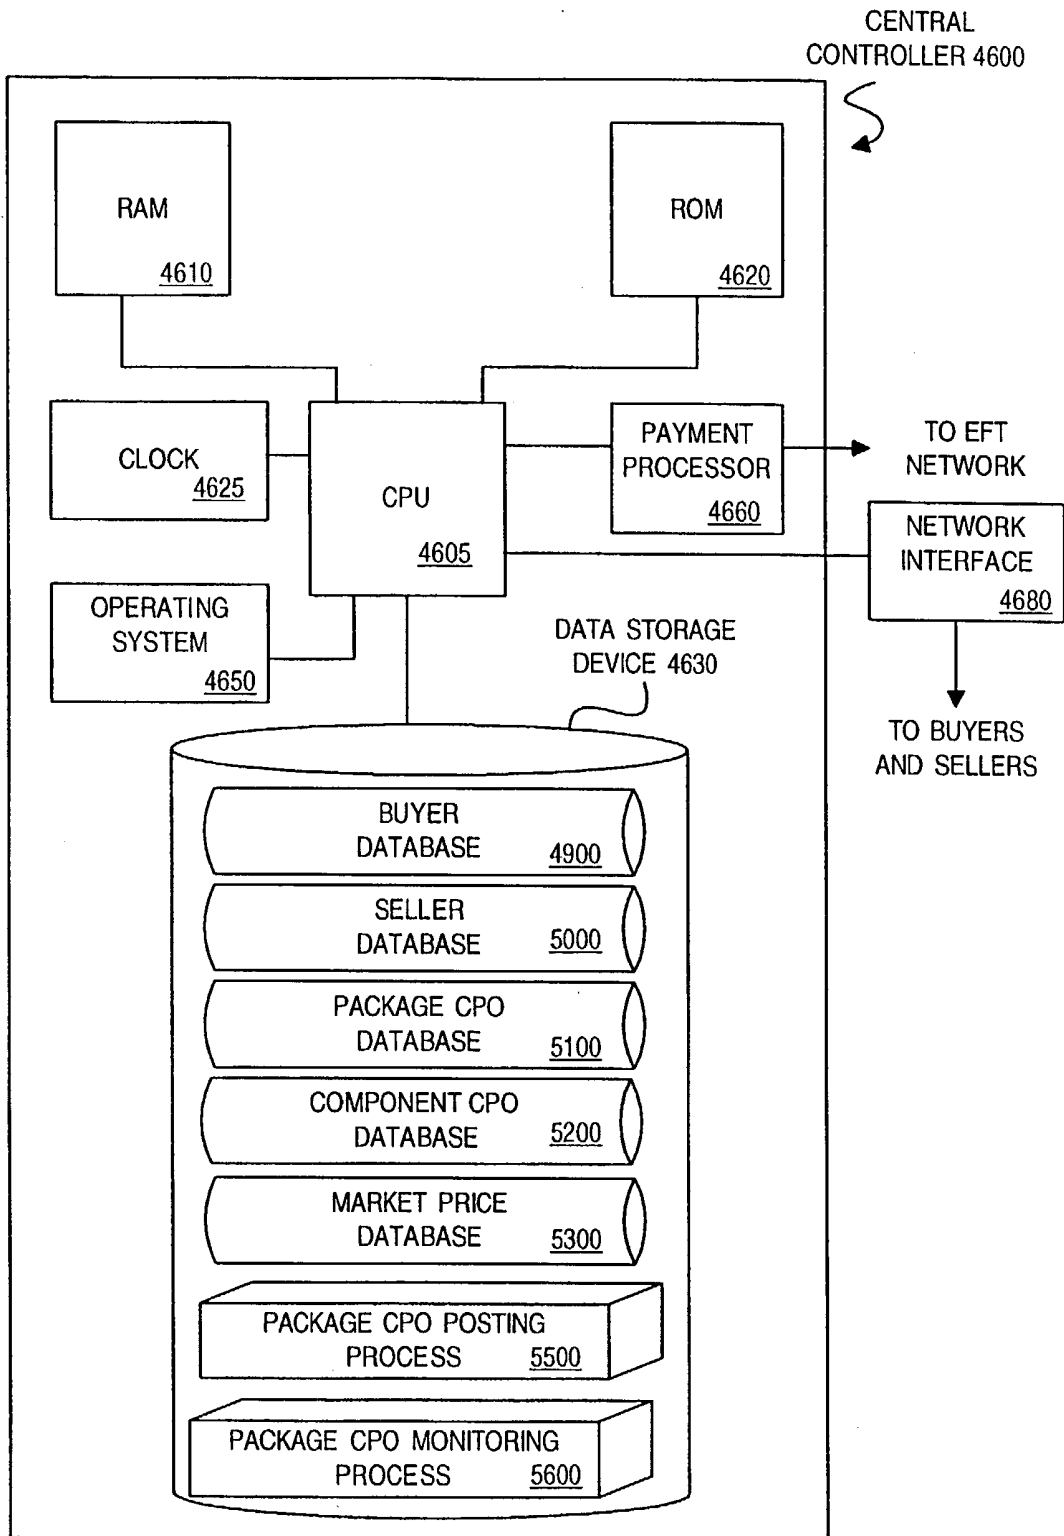 CENTRAL
CONTROLLER 4600
RAM
4610
ROM
4620
CLOCK
4625
CPU
4605
PAYMENT
PROCESSOR
4660
TO EFT
NETWORK
NETWORK
INTERFACE
4680
OPERATING
SYSTEM
4650
DATA STORAGE
DEVICE 4630
TO BUYERS
AND SELLERS
BUYER
DATABASE 4900
SELLER
DATABASE 5000
PACKAGE CPO
DATABASE 5100
COMPONENT CPO
DATABASE 5200
MARKET PRICE
DATABASE 5300
PACKAGE CPO POSTING
PROCESS 5500
PACKAGE CPO MONITORING
PROCESS 5600